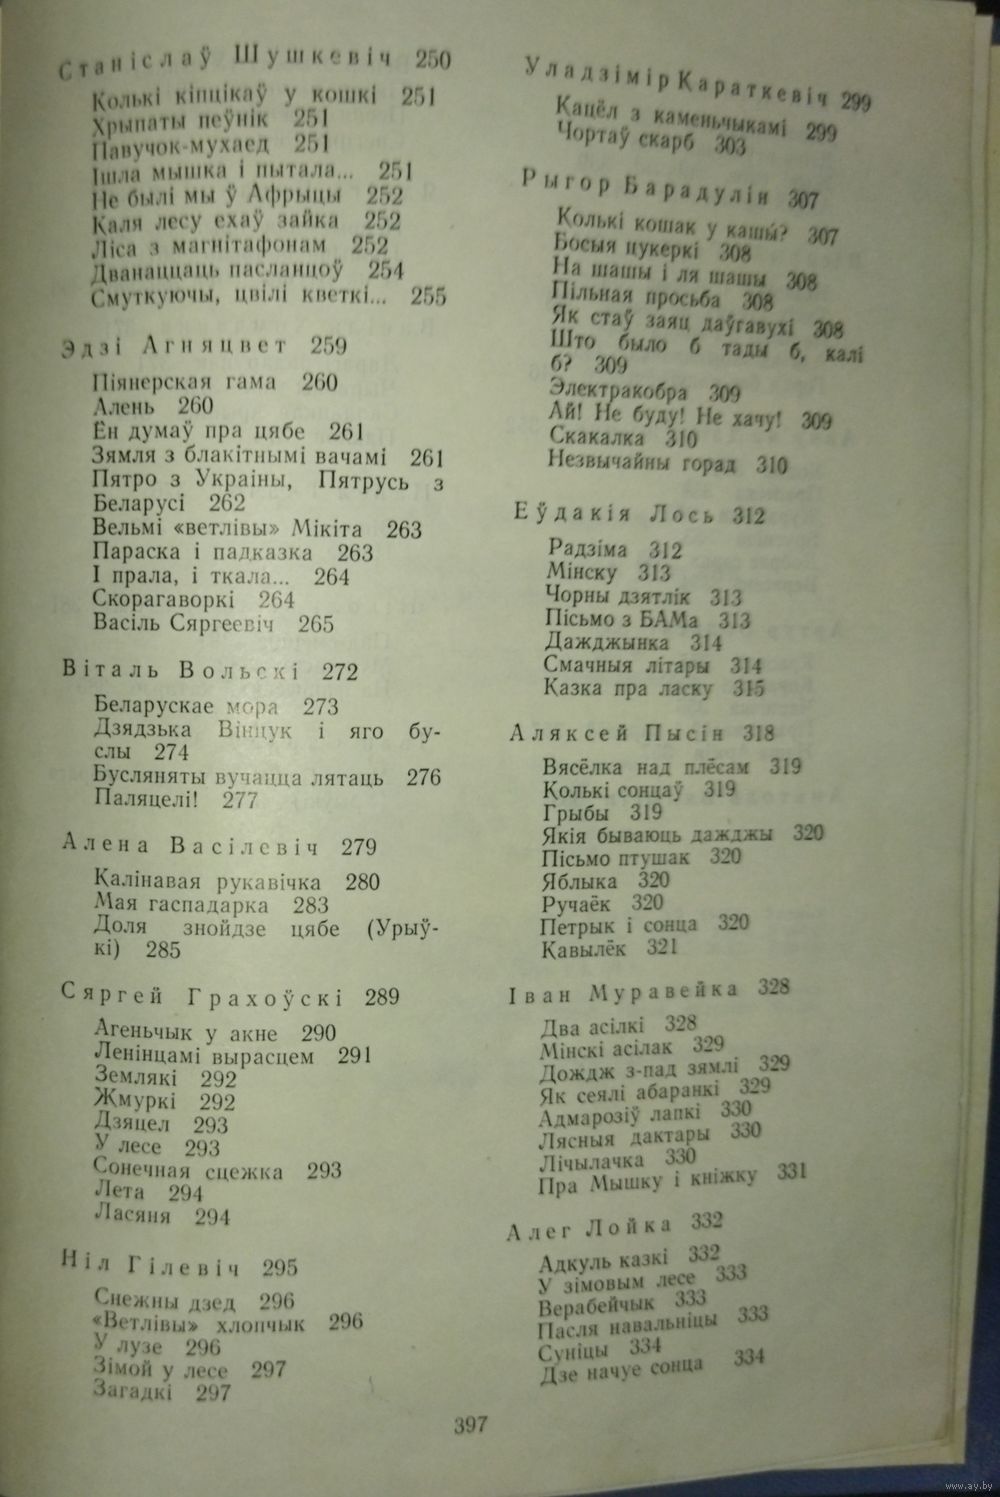 Станіслаў Шушкевіч 250
Колькі кіпцікаў у кошкі 251
Хрыпаты пеўнік 251
Павучок-мухаед 251
Ішла мышка і пытала... 251
Не былі мы ў Афрыцы 252
Каля лесу ехаў зайка 252
Ліса з магнітафонам 252
Дванаццаць пасланцоў 254
Смуткуючы, цвілі кветкі... 255
Эдзі Агняцвет 259
Піянерская гама 260
Алень 260
Ён думаў пра цябе 261
Зямля з блакітнымі вачамі 261
Пятро з Украіны, Пятрусь з
Беларусі 262
Вельмі «ветлівы» Мікіта 263
Параска і падказка 263
І прала, і ткала... 264
Скорагаворкі 264
Васіль Сяргеевіч 265
Віталь Вольскі 272
Беларускае мора 273
Дзядзька Вінцук і яго бу-
слы 274
Бусляняты вучацца лятаць 276
Паляцелі! 277
Алена Васілевіч 279
Калінавая рукавічка 280
Мая гаспадарка 283
Доля знойдзе цябе (Урыў-
кі) 285
Сяргей Грахоўскі 289
Агеньчык у акне 290
Ленінцамі вырасцем 291
Землякі 292
Жмуркі 292
Дзяцел 293
У лесе 293
Сонечная сцежка 293
Лета 294
Ласяня 294
Ніл Гілевіч 295
Снежны дзед 296
«Ветлівы» хлопчык 296
У лузе 296
Зімой у лесе 297
Загадкі 297
Уладзімір Караткевіч 299
Кацёл з каменьчыкамі 299
Чортаў скарб 303
Рыгор Барадулін 307
Колькі кошак у кашы? 307
Босыя цукеркі 308
На шашы і ля шашы 308
Пільная просьба 308
Як стаў заяц даўгавухі 308
Што было б тады б, калі
б? 309
Электракобра 309
Ай! Не буду! Не хачу! 309
Скакалка 310
Незвычайны горад 310
Еўдакія Лось 312
Радзіма 312
Мінску 313
Чорны дзятлік 313
Пісьмо з БАМа 313
Дажджынка 314
Смачныя літары 314
Казка пра ласку 315
Аляксей Пысін 318
Вясёлка над плёсам 319
Колькі сонцаў 319
Грыбы 319
Якія бываюць дажджы 320
Пісьмо птушак 320
Яблыка 320
Ручаёк 320
Петрык і сонца 320
Кавылёк 321
Іван Муравейка 328
Два асілкі 328
Мінскі асілак 329
Дождж з-пад зямлі 329
Як сеялі абаранкі 329
Адмарозіў лапкі 330
Лясныя дактары 330
Лічылачка 330
Пра Мышку і кніжку 331
Алег Лойка 332
Адкуль казкі 332
У зімовым лесе 333
Верабейчык 333
Пасля навальніцы 333
Суніцы 334
Дзе начуе сонца 334
397
www.ay.by